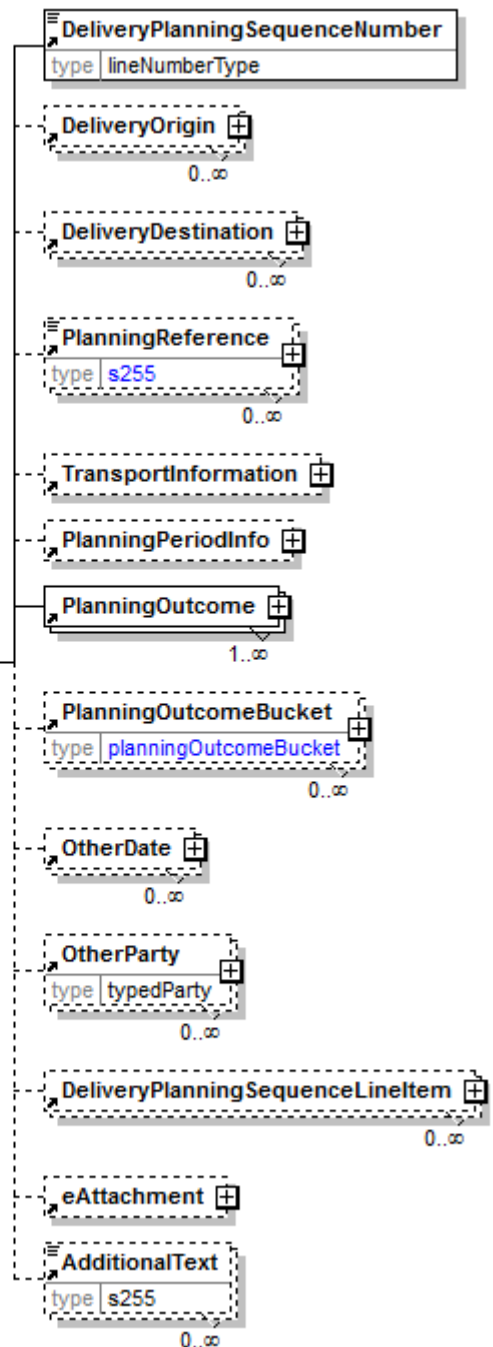 DeliveryPlanningSequenceNumber
type lineNumberType
DeliveryOrigin
0..∞
DeliveryDestination
0..∞
PlanningReference
type s255
0..∞
TransportInformation
PlanningPeriodInfo
PlanningOutcome
1..∞
PlanningOutcomeBucket
type planningOutcomeBucket
0..∞
OtherDate
0..∞
OtherParty
type typedParty
0..∞
DeliveryPlanningSequenceLineItem
0..∞
eAttachment
AdditionalText
type s255
0..∞